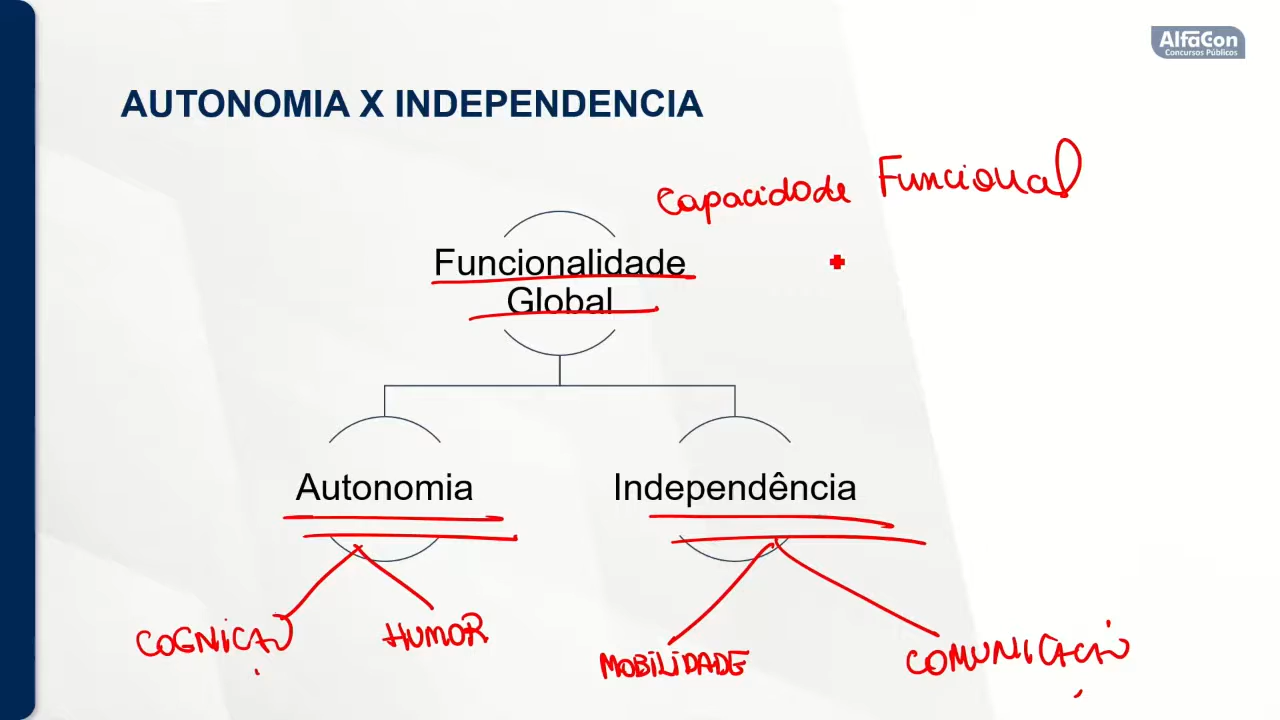 AlfaCon
Concursos Públicos
AUTONOMIA X INDEPENDENCIA
Capacidade Funcional
Funcionalidade
Global
Autonomia
Independência
COGNIÇÃO
HUMOR
MOBILIDADE
COMUNICAÇÃO